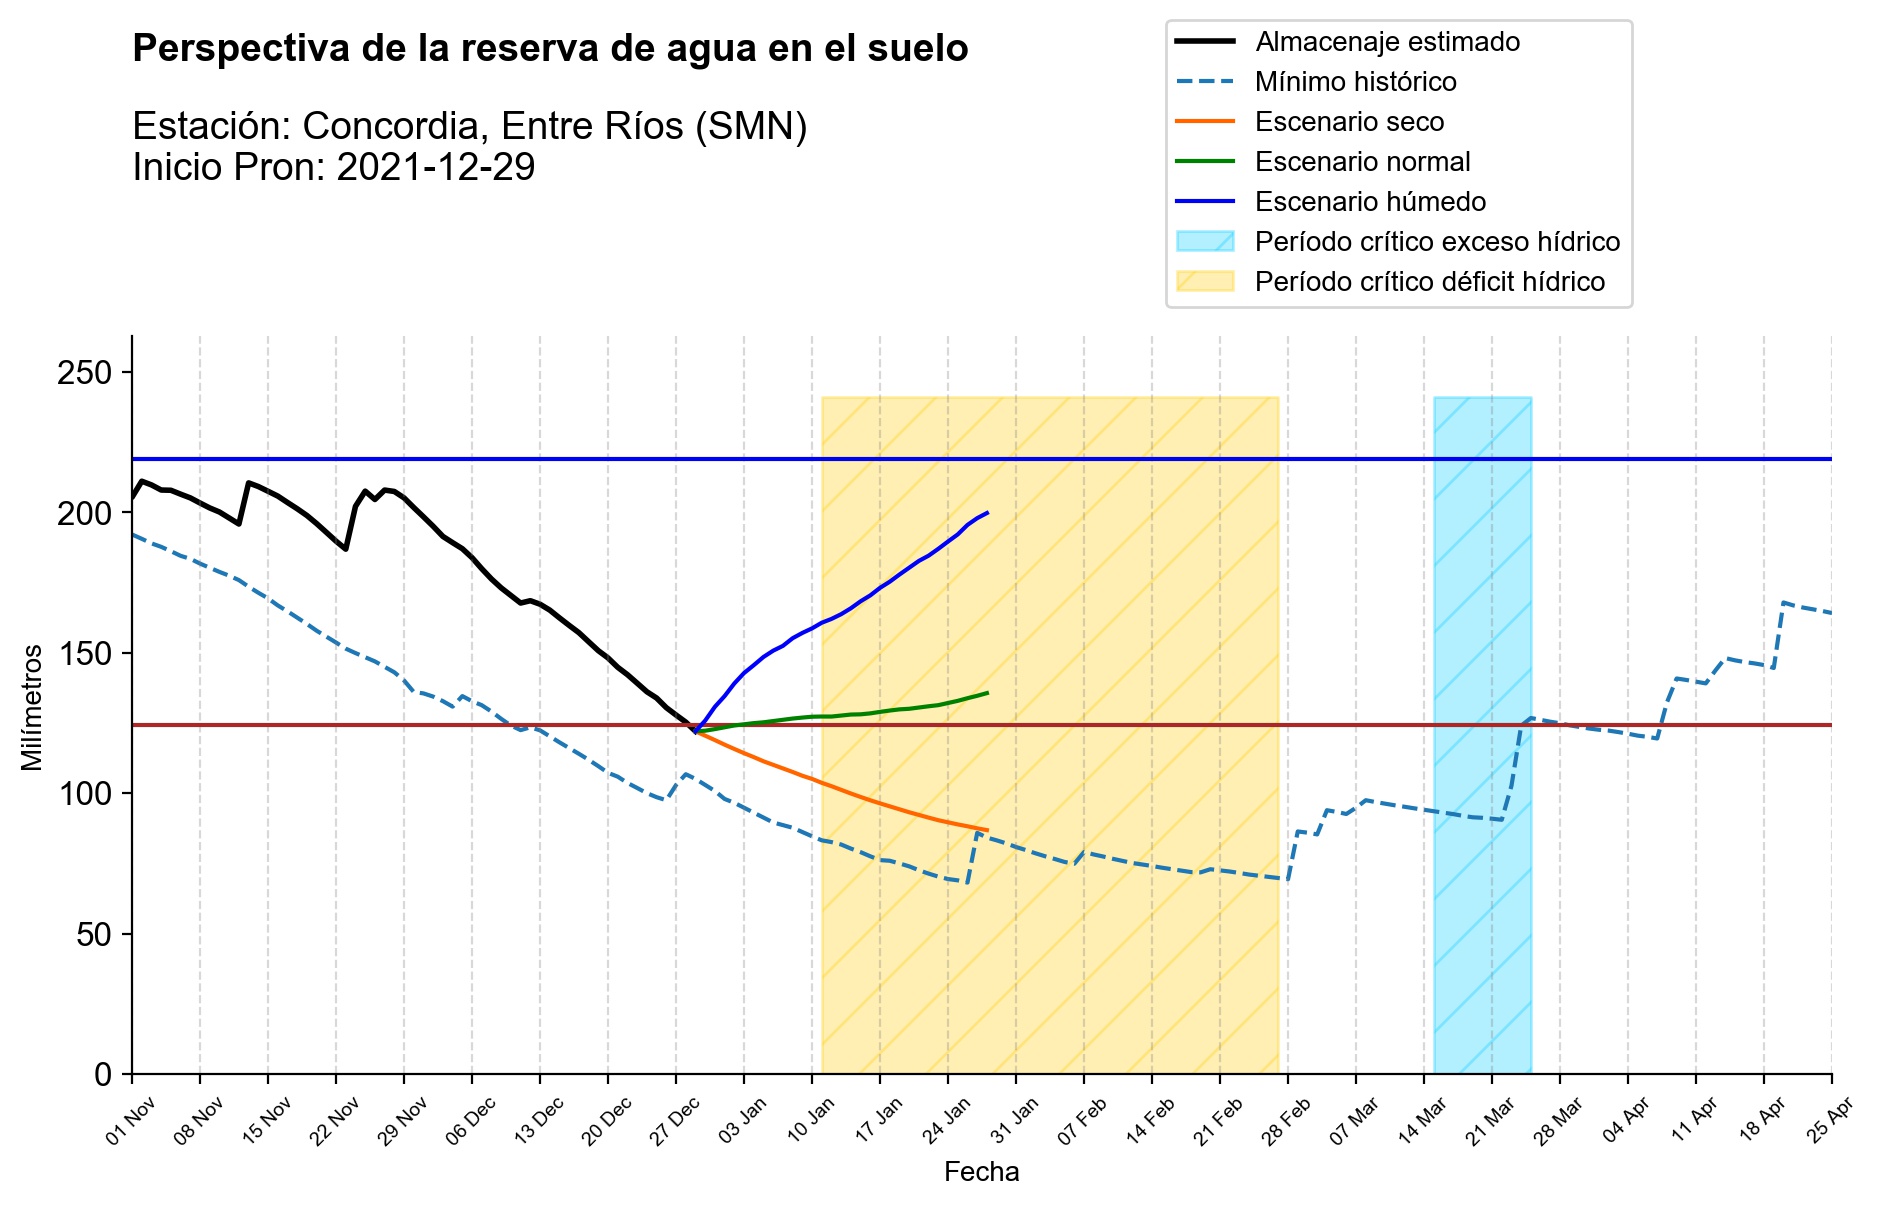 Perspectiva de la reserva de agua en el suelo
Estación: Concordia, Entre Ríos (SMN)
Inicio Pron: 2021-12-29
Almacenaje estimado
Mínimo histórico
Escenario seco
Escenario normal
Escenario húmedo
Período crítico exceso hídrico
Período crítico déficit hídrico
Milímetros
250
200
150
100
50
0
01 Nov
08 Nov
15 Nov
22 Nov
29 Nov
06 Dec
13 Dec
20 Dec
27 Dec
03 Jan
10 Jan
17 Jan
24 Jan
31 Jan
07 Feb
14 Feb
21 Feb
28 Feb
07 Mar
14 Mar
21 Mar
28 Mar
04 Apr
11 Apr
18 Apr
25 Apr
Fecha